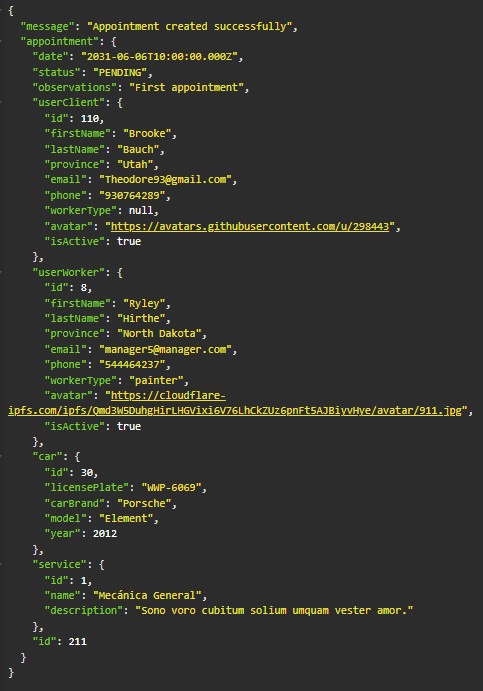 {
"message": "Appointment created successfully",
"appointment": {
"date": "2031-06-06T10:00:00.000Z",
"status": "PENDING",
"observations": "First appointment",
"userClient": {
"id": 110,
"firstName": "Brooke",
"lastName": "Bauch",
"province": "Utah",
"email": "Theodore93@gmail.com",
"phone": "930764289",
"workerType": null,
"avatar": "https://avatars.githubusercontent.com/u/298443",
"isActive": true
},
"userWorker": {
"id": 8,
"firstName": "Ryley",
"lastName": "Hirthe",
"province": "North Dakota",
"email": "manager5@manager.com",
"phone": "544464237",
"workerType": "painter",
"avatar": "https://cloudflare-
ipfs.com/ipfs/Qmd3W5DuhgHirLHGVixi6V76LhCkZUz6pnFt5AJBiyvHye/avatar/911.jpg",
"isActive": true
},
"car": {
"id": 30,
"licensePlate": "WWP-6069",
"carBrand": "Porsche",
"model": "Element",
"year": 2012
},
"service": {
"id": 1,
"name": "Mecánica General",
"description": "Sono voro cubitum solium umquam vester amor."
},
"id": 211
}
}